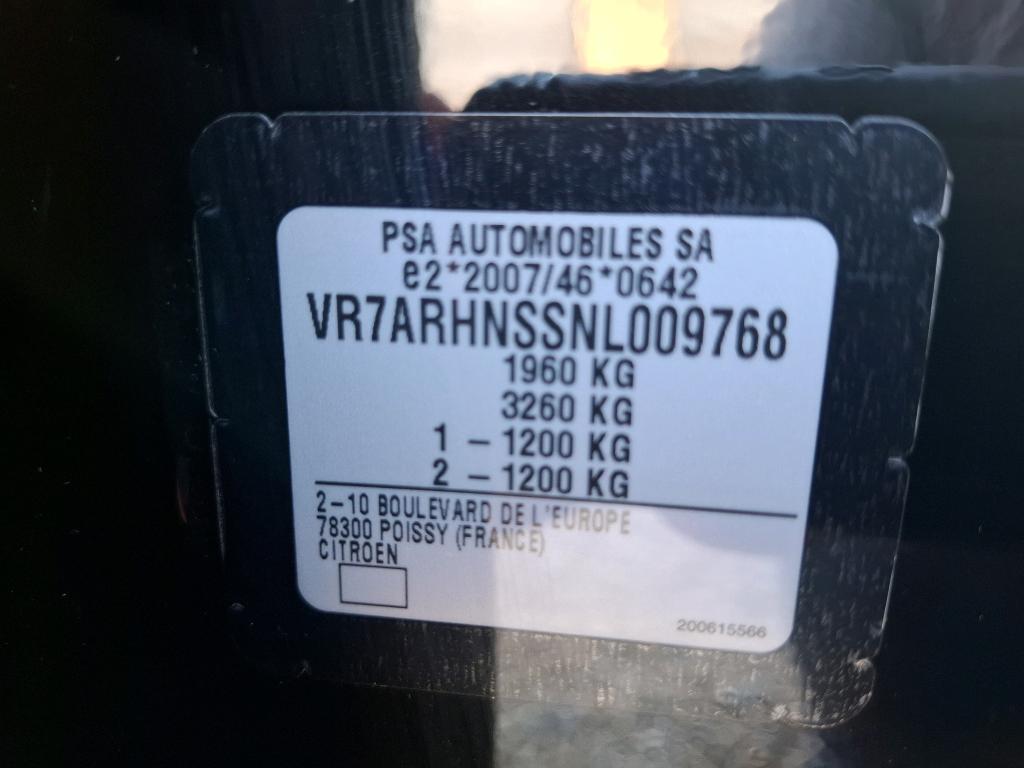 PSA AUTOMOBILES SA
e2*2007/46*0642
VR7ARHNSSNL009768
1960 KG
3260 KG
1 - 1200 KG
2 - 1200 KG
2-10 BOULEVARD DE L'EUROPE
78300 POISSY (FRANCE)
CITROEN
200615566